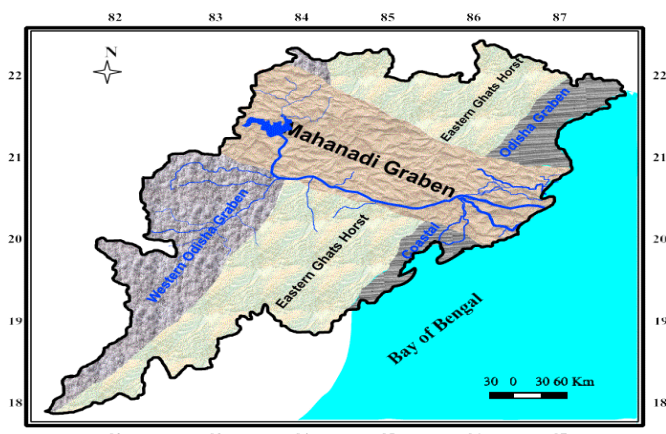 82 83 84 85 86 87
N
22 22
Eastern Ghats Horst
Odisha Graben
Mahanadi Graben
21 21
Western Odisha Graben
Eastern Ghats Horst
Coastal
20 20
Bay of Bengal
19 19
30 0 30 60 Km
18 18